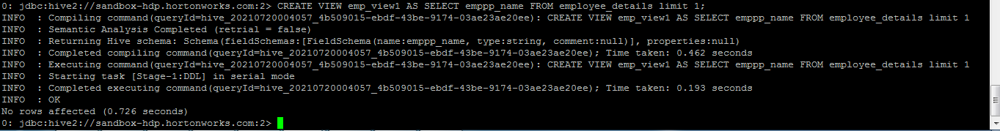 0: jdbc:hive2://sandbox-hdp.hortonworks.com:2> CREATE VIEW emp_view1 AS SELECT emppp_name FROM employee_details limit 1;
INFO  : Compiling command(queryId=hive_20210720004057_4b509015-ebdf-43be-9174-03ae23ae20ee): CREATE VIEW emp_view1 AS SELECT emppp_name FROM employee_details limit 1
INFO  : Semantic Analysis Completed (retrial = false)
INFO  : Returning Hive schema: Schema(fieldSchemas:[FieldSchema(name:emppp_name, type:string, comment:null)], properties:null)
INFO  : Completed compiling command(queryId=hive_20210720004057_4b509015-ebdf-43be-9174-03ae23ae20ee); Time taken: 0.462 seconds
INFO  : Executing command(queryId=hive_20210720004057_4b509015-ebdf-43be-9174-03ae23ae20ee): CREATE VIEW emp_view1 AS SELECT emppp_name FROM employee_details limit 1
INFO  : Starting task [Stage-1:DDL] in serial mode
INFO  : Completed executing command(queryId=hive_20210720004057_4b509015-ebdf-43be-9174-03ae23ae20ee); Time taken: 0.193 seconds
INFO  : OK
No rows affected (0.726 seconds)
0: jdbc:hive2://sandbox-hdp.hortonworks.com:2>